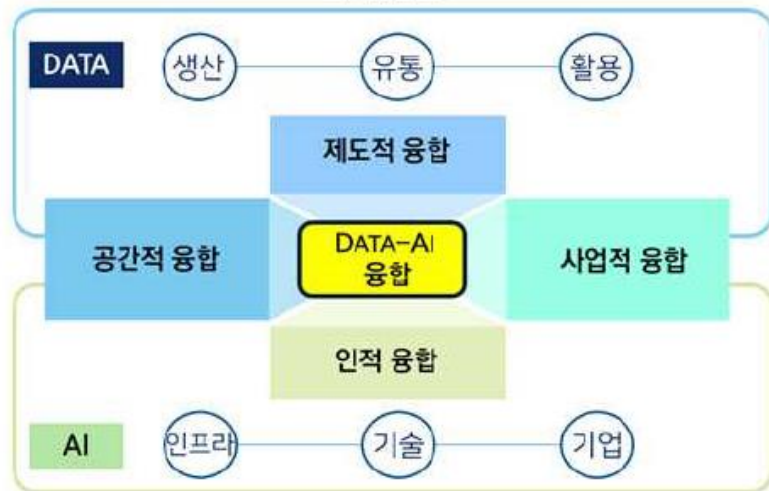 DATA
생산
유통
활용
제도적 융합
공간적 융합
DATA-AI
융합
사업적 융합
인적 융합
AI
인프라
기술
기업